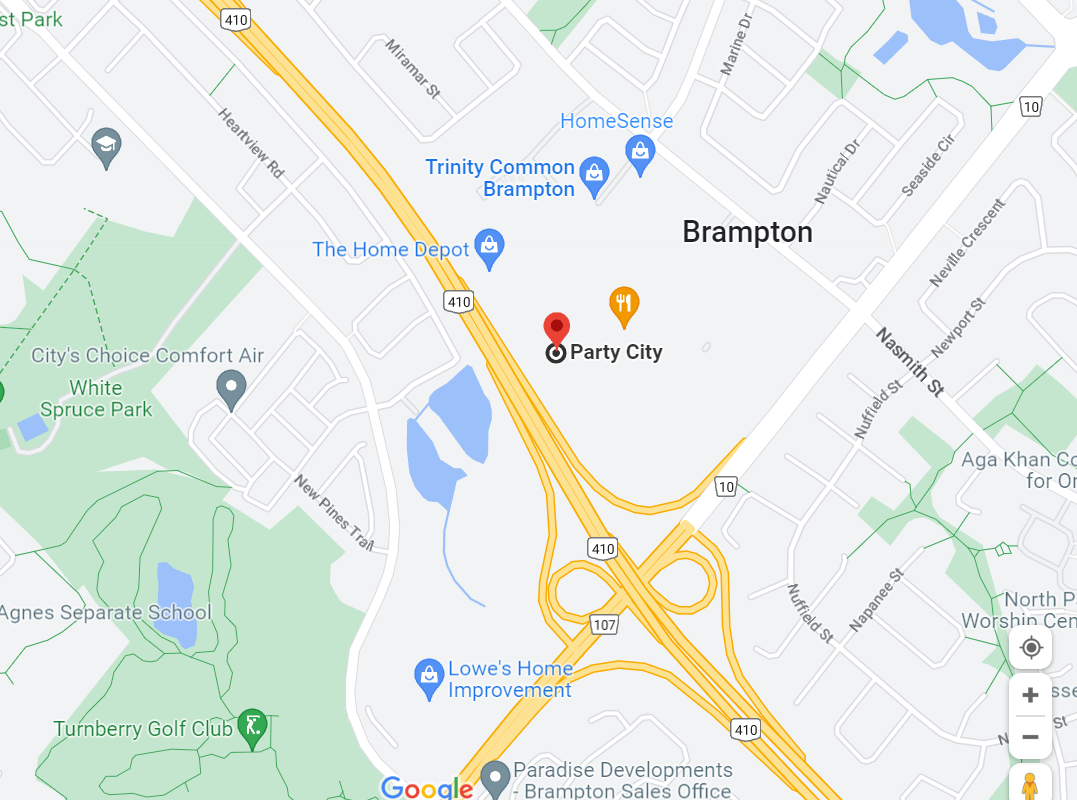 st Park
410
Miramar St
Marine Dr
10
Heartview Rd
HomeSense
Trinity Common
Brampton
Nautical Dr
Seaside Cir
Neville Crescent
Brampton
The Home Depot
410
Newport St
City's Choice Comfort Air
Party City
Nasmith St
White
Spruce Park
Nuffield St
Aga Khan Co
for Or
New Pines Trail
10
410
Nuffield St
Napanee St
Agnes Separate School
107
North P
Worship Cen
Lowe's Home
Improvement
sse
Turnberry Golf Club
410
Na
Google
Paradise Developments
- Brampton Sales Office